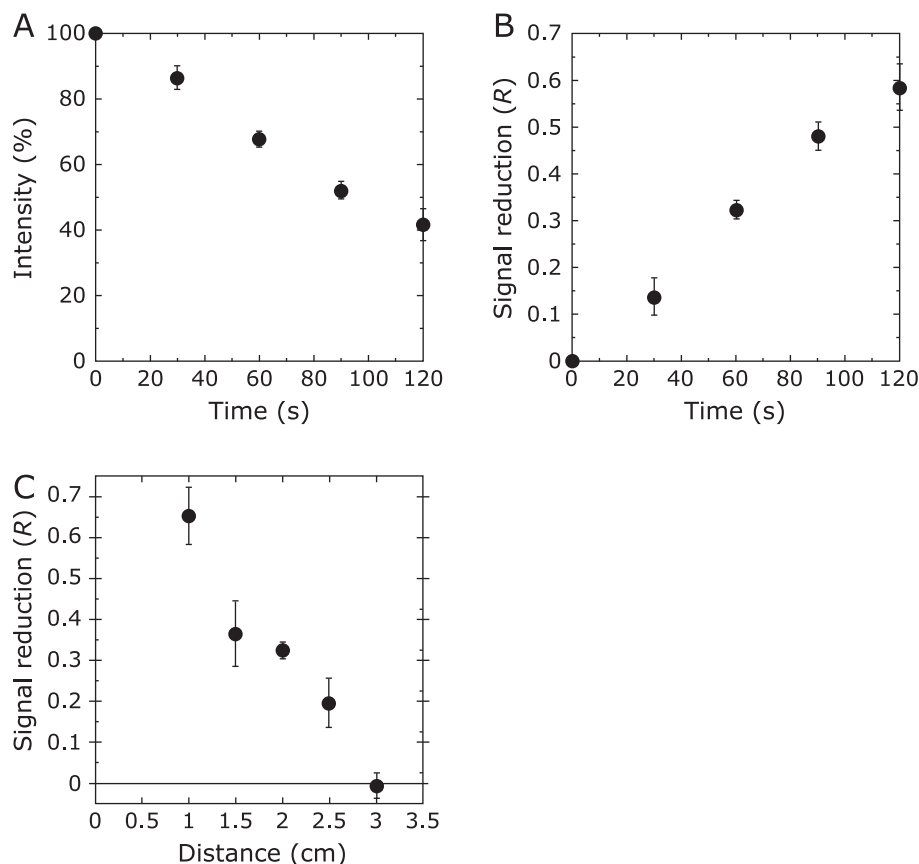 A
100
80
60
40
20
0
Intensity (%)
0 20 40 60 80 100 120
Time (s)
B
0.7
0.6
0.5
0.4
0.3
0.2
0.1
0
Signal reduction (R)
0 20 40 60 80 100 120
Time (s)
C
0.7
0.6
0.5
0.4
0.3
0.2
0.1
0
Signal reduction (R)
0 0.5 1 1.5 2 2.5 3 3.5
Distance (cm)